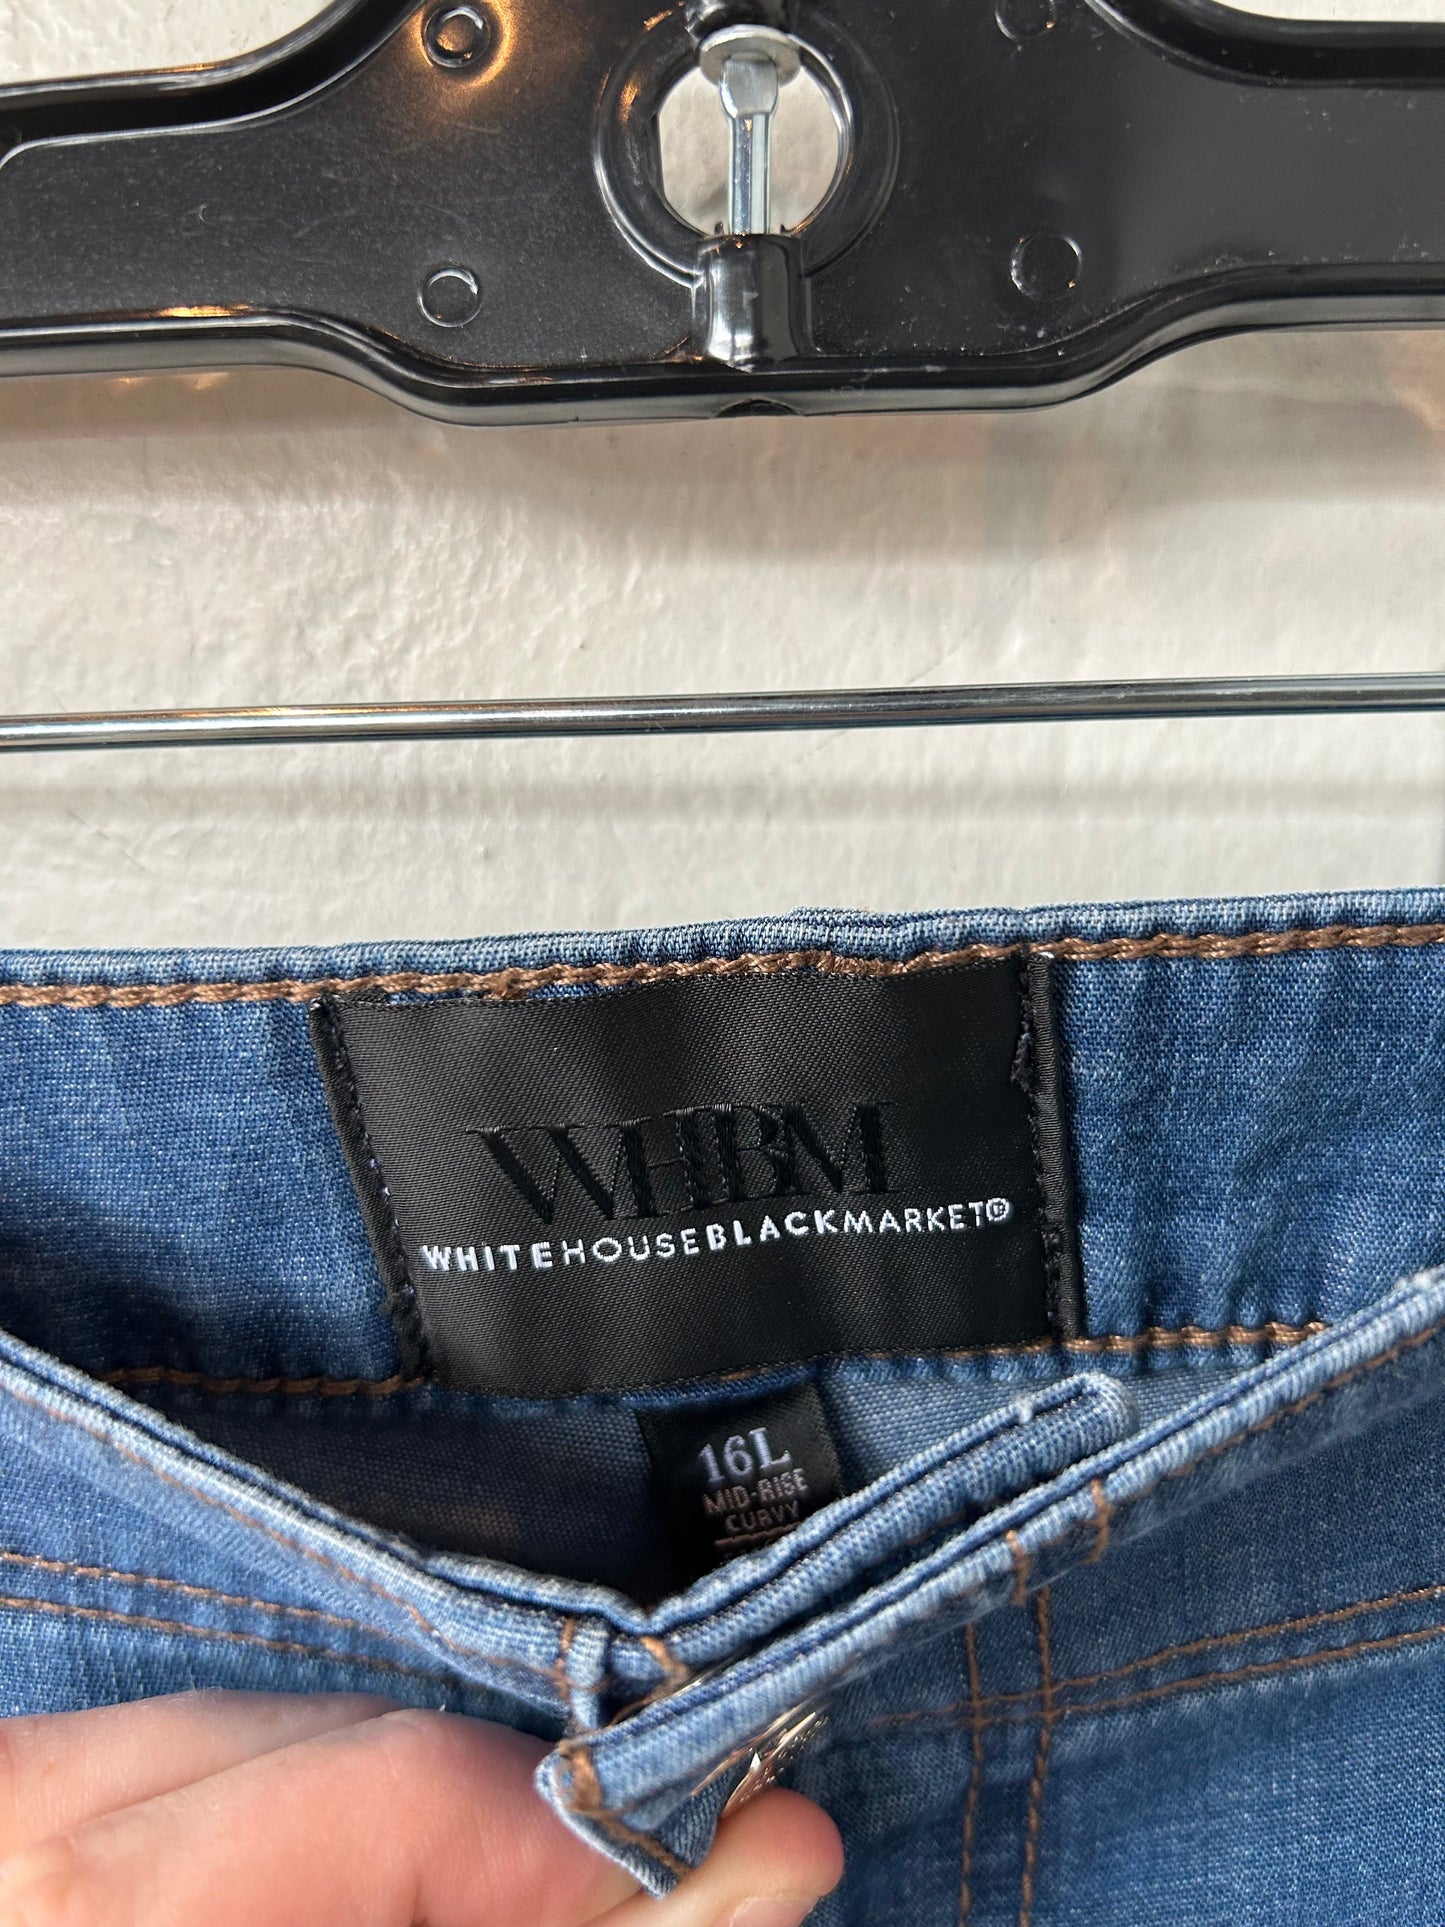 WHBM
WHITEHOUSEBLACKMARKET®
16L
MID-RISE
CURVY